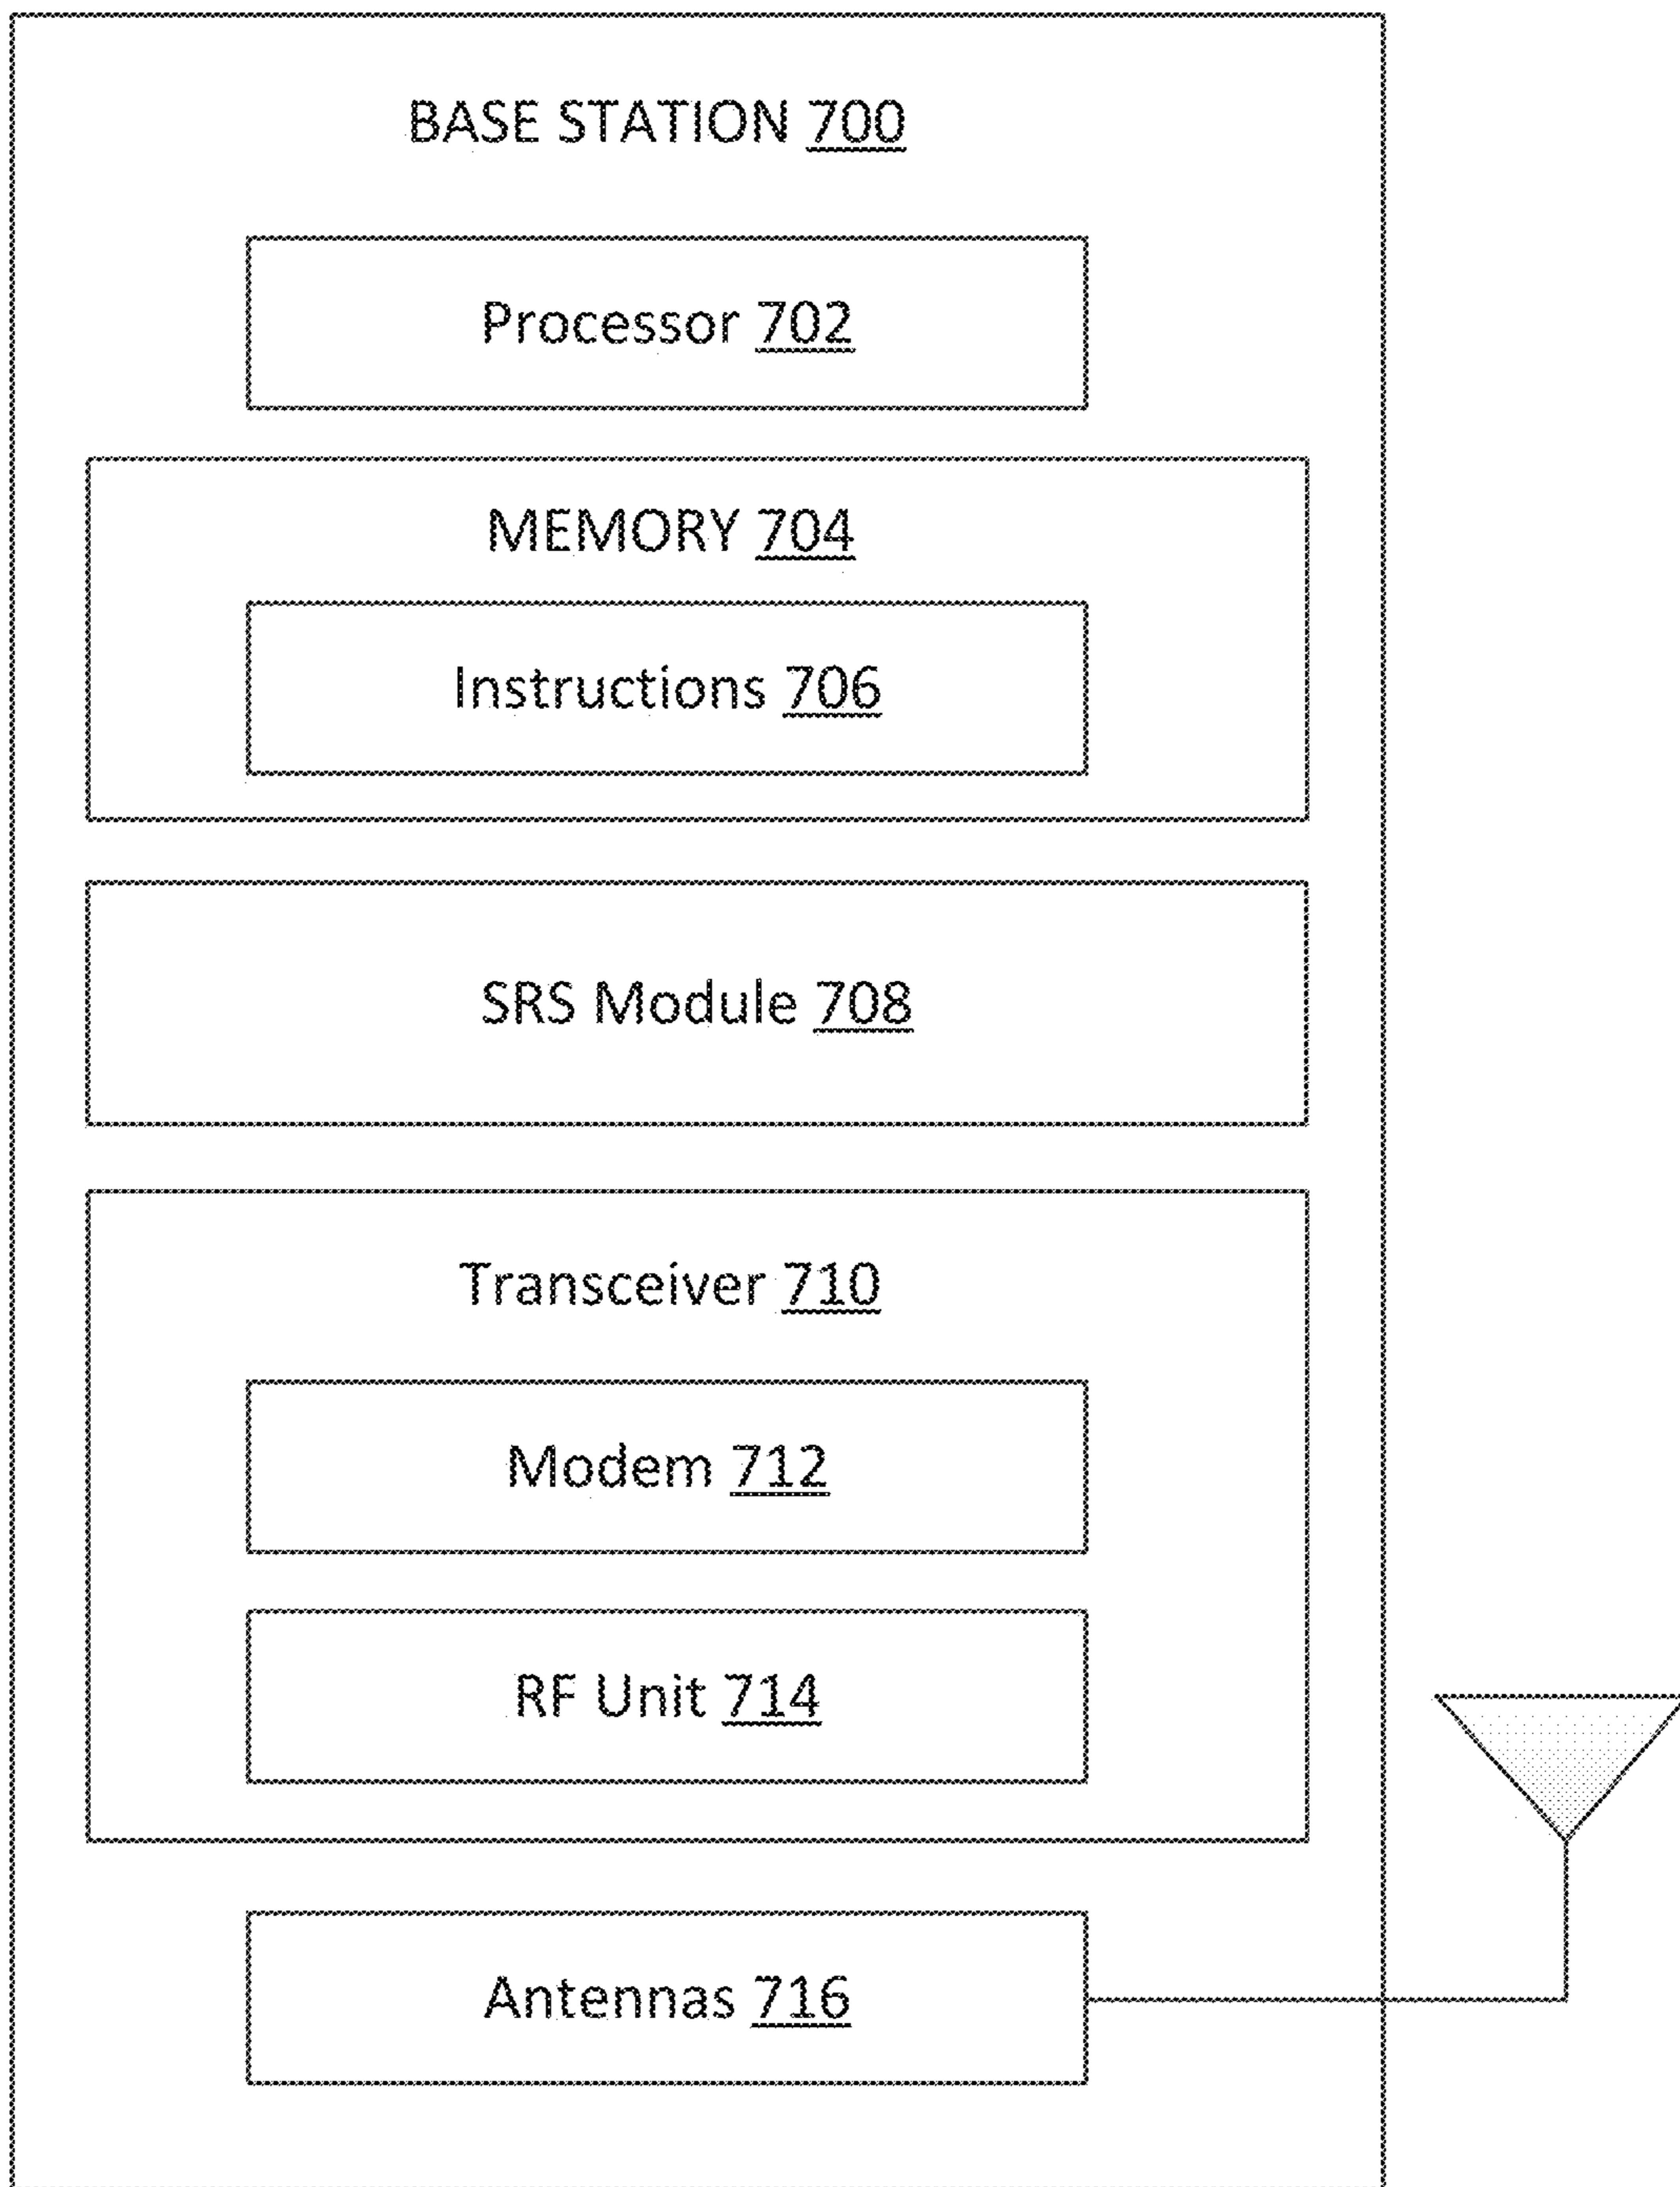 BASE STATION 700
Processor 702
MEMORY 704
Instructions 706
SRS Module 708
Transceiver 710
Modem 712
RF Unit 714
Antennas 716